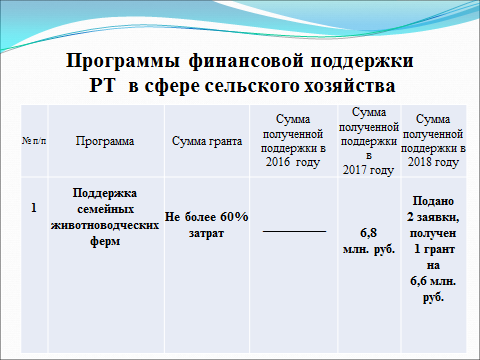 Программы финансовой поддержки
РТ в сфере сельского хозяйства
№ п/п
Программа
Сумма гранта
Сумма
полученной
поддержки в
2016 году
Сумма
полученной
поддержки
в
2017 году
Сумма
полученной
поддержки в
2018 году
1
Поддержка
семейных
животноводческих
ферм
Не более 60%
затрат
6,8
млн. руб.
Подано
2 заявки,
получен
1 грант
на
6,6 млн.
руб.